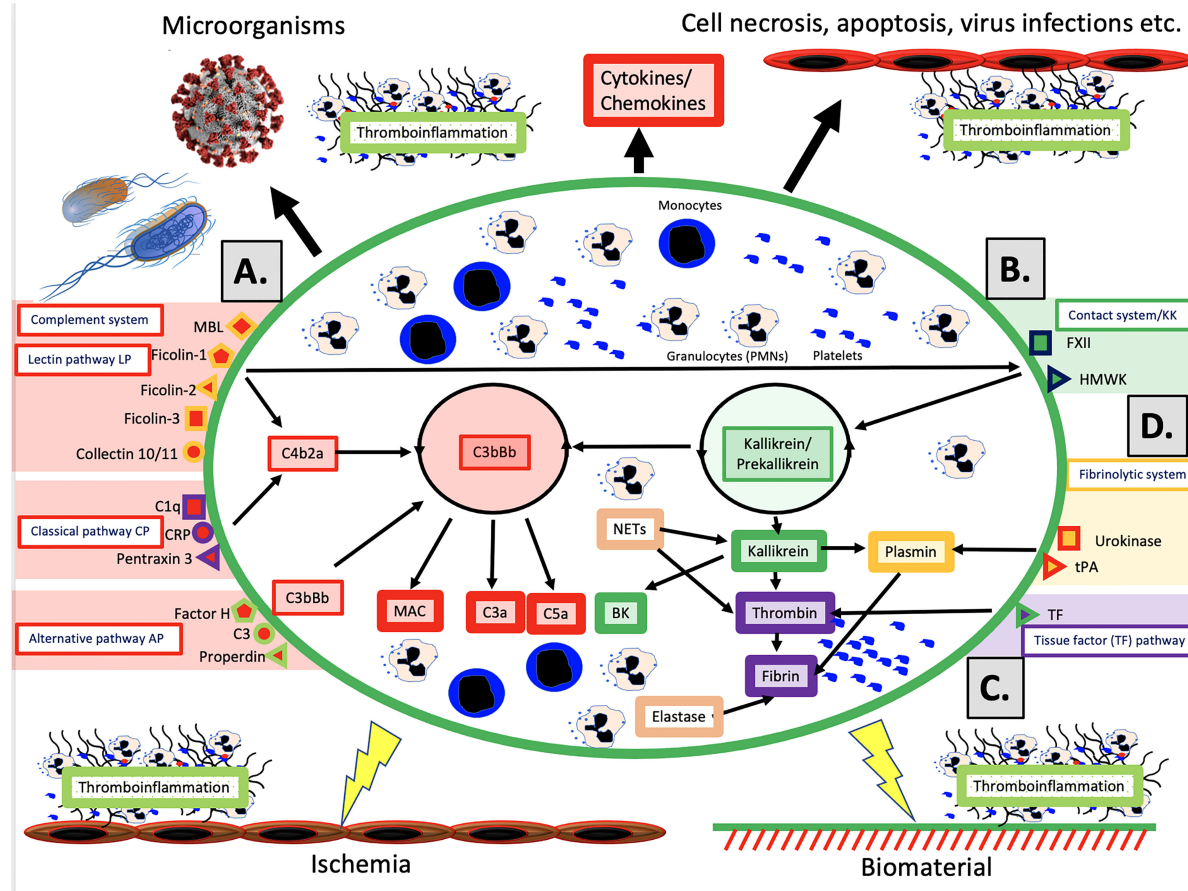 Microorganisms
Cell necrosis, apoptosis, virus infections etc.
Cytokines/
Chemokines
Thromboinflammation
Thromboinflammation
Monocytes
A.
B.
Complement system
MBL
Lectin pathway LP
Ficolin-1
Ficolin-2
Ficolin-3
Collectin 10/11
Contact system/KK
FXII
HMWK
Granulocytes (PMNs)
Platelets
D.
C4b2a
C3bBb
Kallikrein/
Prekallikrein
Fibrinolytic system
C1q
Classical pathway CP
CRP
Pentraxin 3
NETs
Kallikrein
Plasmin
Urokinase
tPA
C3bBb
Factor H
Alternative pathway AP
C3
Properdin
MAC
C3a
C5a
BK
Thrombin
TF
Tissue factor (TF) pathway
Fibrin
C.
Elastase
Thromboinflammation
Thromboinflammation
Ischemia
Biomaterial